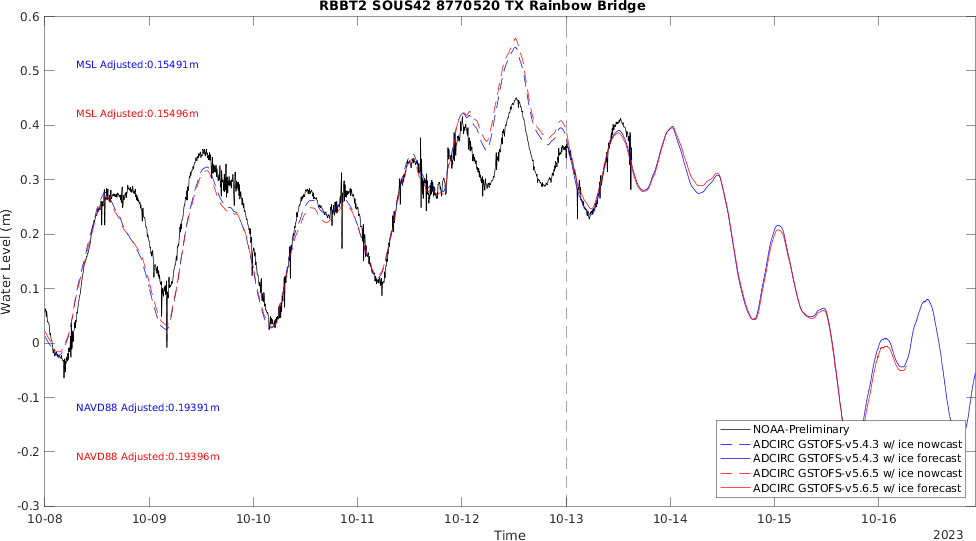 RBBT2 SOUS42 8770520 TX Rainbow Bridge
0.6
0.5
0.4
0.3
0.2
0.1
0
-0.1
-0.2
-0.3
Water Level (m)
MSL Adjusted:0.15491m
MSL Adjusted:0.15496m
NAVD88 Adjusted:0.19391m
NAVD88 Adjusted:0.19396m
NOAA-Preliminary
ADCIRC GSTOFS-v5.4.3 w/ ice nowcast
ADCIRC GSTOFS-v5.4.3 w/ ice forecast
ADCIRC GSTOFS-v5.6.5 w/ ice nowcast
ADCIRC GSTOFS-v5.6.5 w/ ice forecast
10-08 10-09 10-10 10-11 10-12 10-13 10-14 10-15 10-16
Time
2023